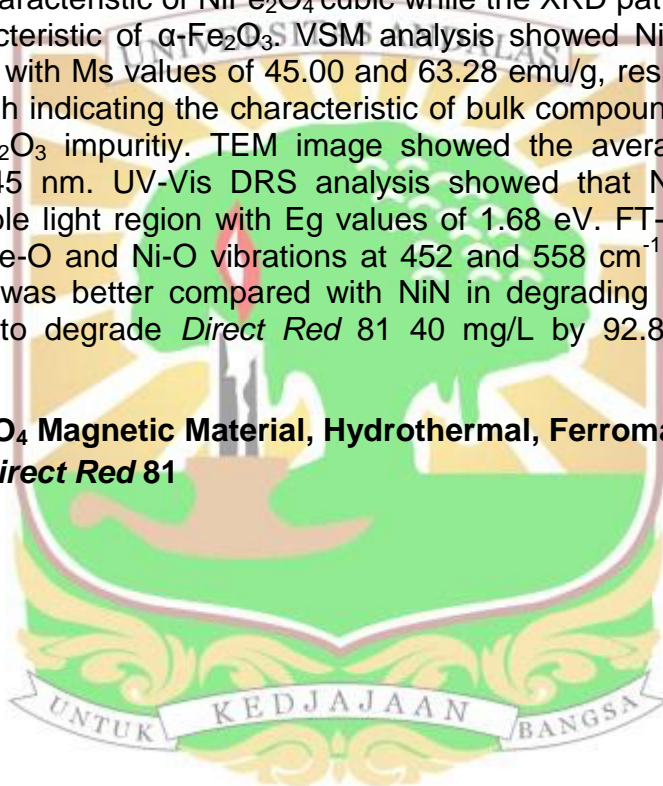 characteristic of NiFe₂O₄ cubic while the XRD pat
cteristic of α-Fe₂O₃. VSM analysis showed Ni
with Ms values of 45.00 and 63.28 emu/g, res
h indicating the characteristic of bulk compoun
₂O₃ impuritiy. TEM image showed the avera
45 nm. UV-Vis DRS analysis showed that N
ble light region with Eg values of 1.68 eV. FT-
e-O and Ni-O vibrations at 452 and 558 cm⁻¹
was better compared with NiN in degrading
to degrade Direct Red 81 40 mg/L by 92.8
O₄ Magnetic Material, Hydrothermal, Ferroma
Direct Red 81
UNIVERSITAS ANDALAS
UNTUK KEDJAJAAN BANGSA